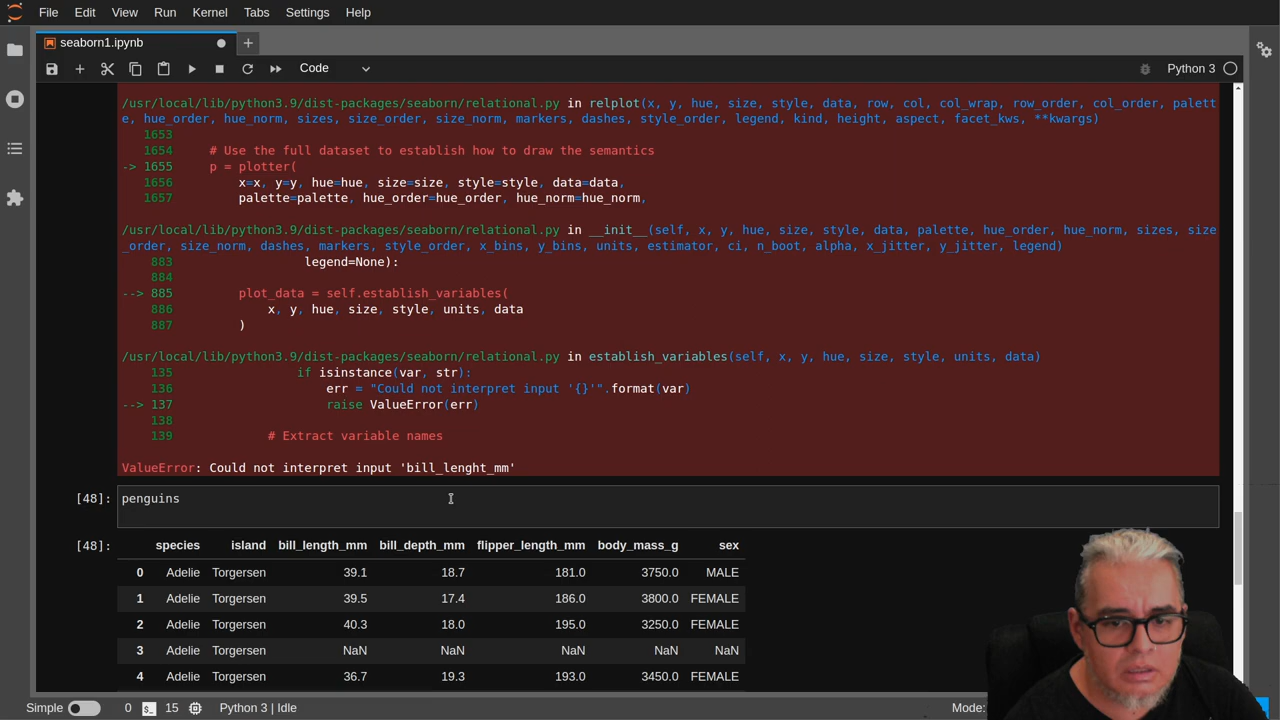 File Edit View Run Kernel Tabs Settings Help
seaborn1.ipynb
Code
Python 3
/usr/local/lib/python3.9/dist-packages/seaborn/relational.py in relplot(x, y, hue, size, style, data, row, col, col_wrap, row_order, col_order, palett
e, hue_order, hue_norm, sizes, size_order, size_norm, markers, dashes, style_order, legend, kind, height, aspect, facet_kws, **kwargs)
1653
1654 # Use the full dataset to establish how to draw the semantics
-> 1655 p = plotter(
1656 x=x, y=y, hue=hue, size=size, style=style, data=data,
1657 palette=palette, hue_order=hue_order, hue_norm=hue_norm,
/usr/local/lib/python3.9/dist-packages/seaborn/relational.py in __init__(self, x, y, hue, size, style, data, palette, hue_order, hue_norm, sizes, size
_order, size_norm, dashes, markers, style_order, x_bins, y_bins, units, estimator, ci, n_boot, alpha, x_jitter, y_jitter, legend)
883 legend=None):
884
--> 885 plot_data = self.establish_variables(
886 x, y, hue, size, style, units, data
887 )
/usr/local/lib/python3.9/dist-packages/seaborn/relational.py in establish_variables(self, x, y, hue, size, style, units, data)
135 if isinstance(var, str):
136 err = "Could not interpret input '{}'".format(var)
--> 137 raise ValueError(err)
138
139 # Extract variable names
ValueError: Could not interpret input 'bill_lenght_mm'
[48]: penguins
[48]: species island bill_length_mm bill_depth_mm flipper_length_mm body_mass_g sex
0 Adelie Torgersen 39.1 18.7 181.0 3750.0 MALE
1 Adelie Torgersen 39.5 17.4 186.0 3800.0 FEMALE
2 Adelie Torgersen 40.3 18.0 195.0 3250.0 FEMALE
3 Adelie Torgersen NaN NaN NaN NaN NaN
4 Adelie Torgersen 36.7 19.3 193.0 3450.0 FEMALE
Simple 0 15 Python 3 | Idle Mode: